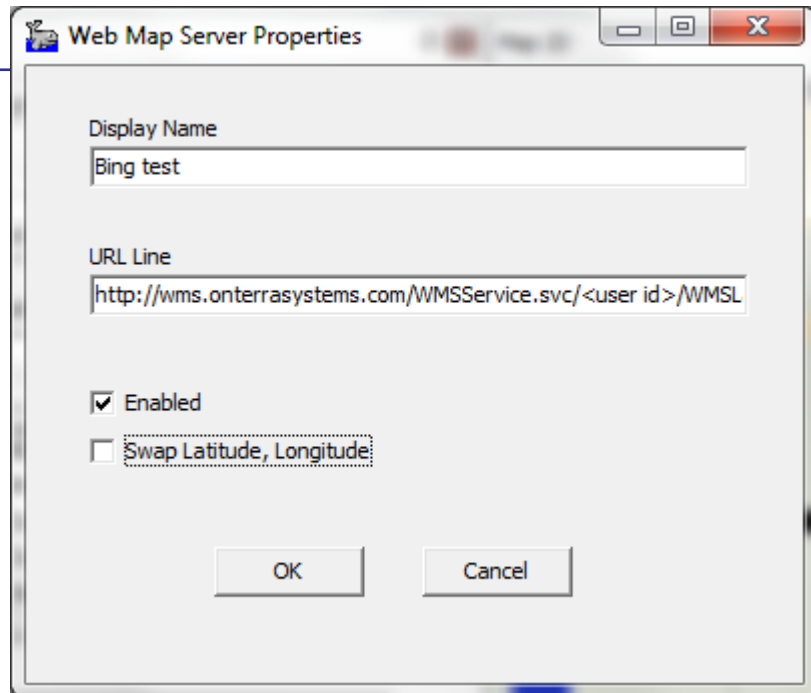 Web Map Server Properties
Display Name
Bing test
URL Line
http://wms.onterrasystems.com/WMSService.svc/<user id>/WMSL
Enabled
Swap Latitude, Longitude
OK
Cancel